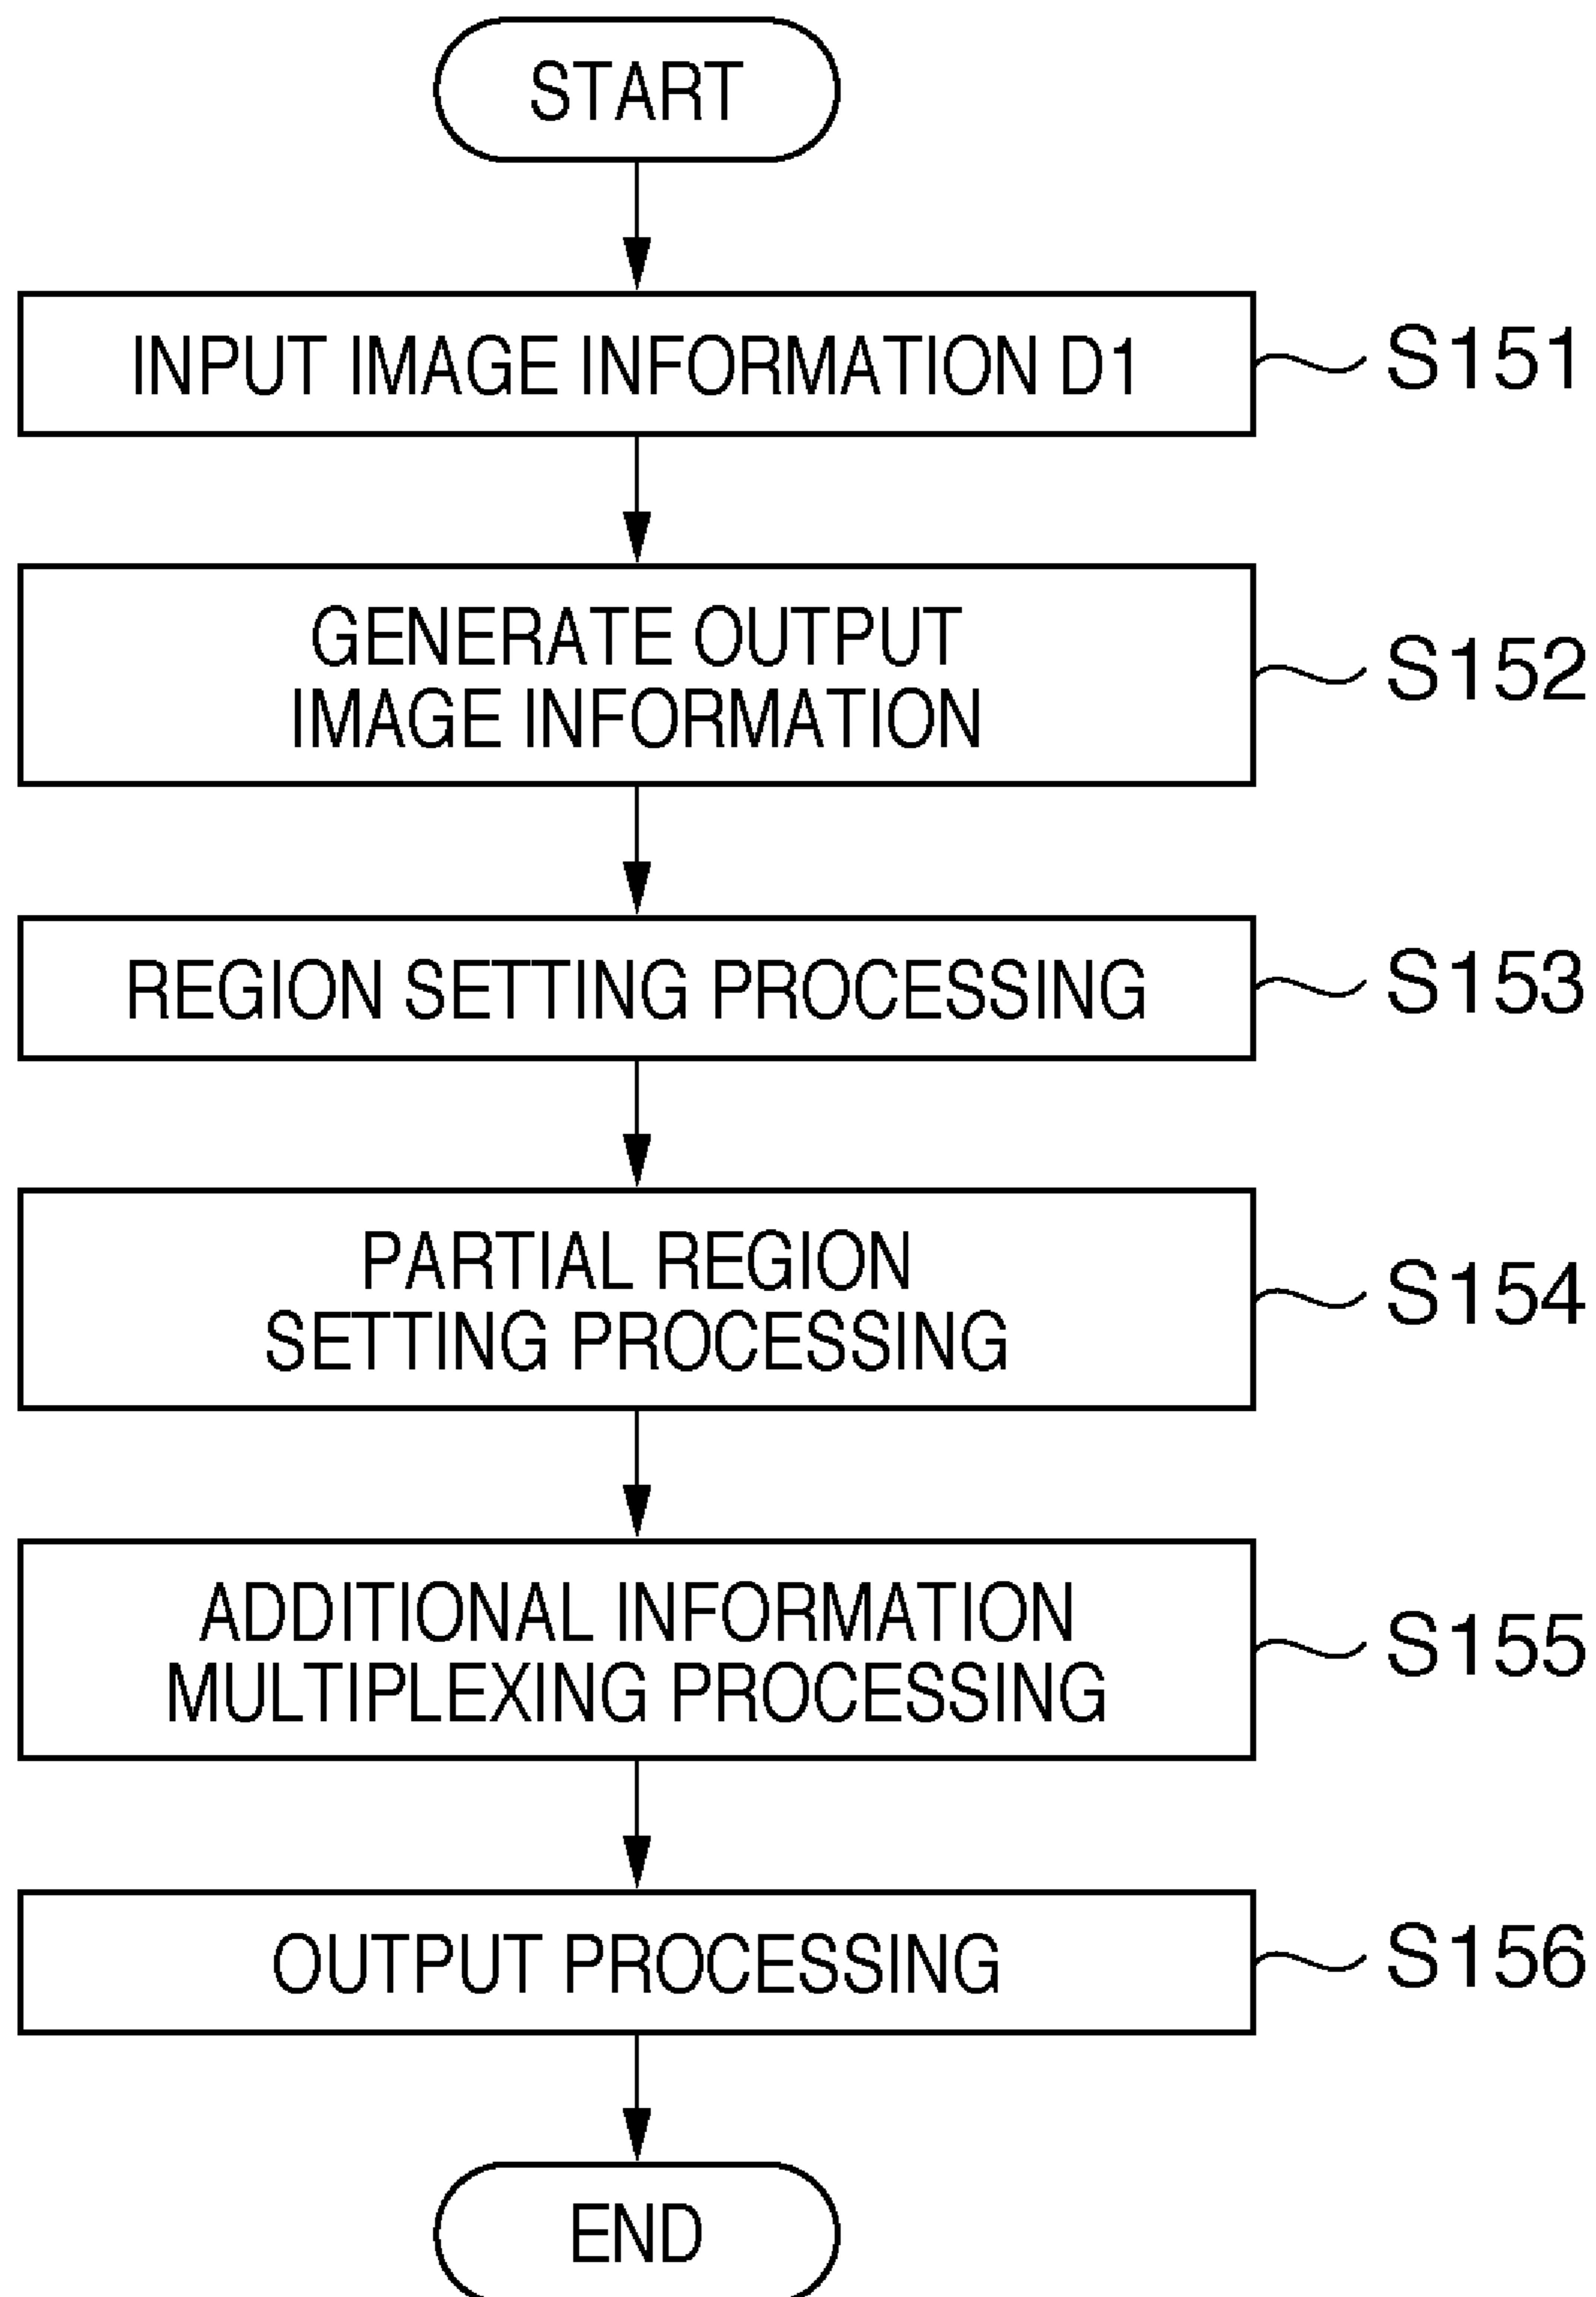 START
INPUT IMAGE INFORMATION D1
S151
GENERATE OUTPUT
IMAGE INFORMATION
S152
REGION SETTING PROCESSING
S153
PARTIAL REGION
SETTING PROCESSING
S154
ADDITIONAL INFORMATION
MULTIPLEXING PROCESSING
S155
OUTPUT PROCESSING
S156
END